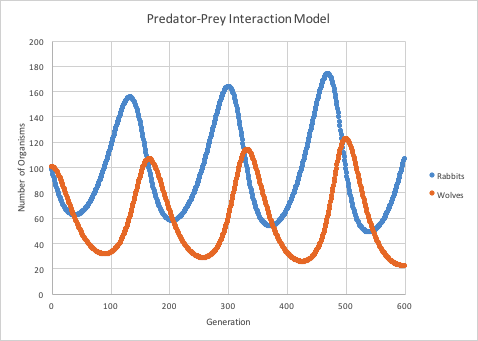 Predator-Prey Interaction Model
200
180
160
140
120
100
80
60
40
20
0
Number of Organisms
0 100 200 300 400 500 600
Generation
Rabbits
Wolves